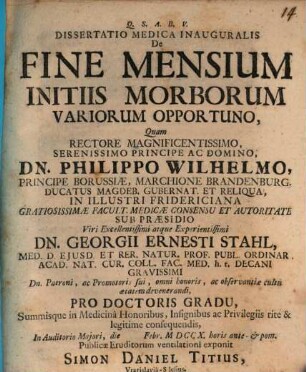 14
Q. S. A. B. V.
DISSERTATIO MEDICA INAUGURALIS
De
FINE MENSIUM
INITIIS MORBORUM
VARIORUM OPPORTUNO,
Quam
RECTORE MAGNIFICENTISSIMO,
SERENISSIMO PRINCIPE AC DOMINO,
DN. PHILIPPO WILHELMO,
PRINCIPE BORUSSIÆ, MARCHIONE BRANDENBURG.
DUCATUS MAGDEB. GUBERNAT. ET RELIQUA,
IN ILLUSTRI FRIDERICIANA
GRATIOSISSIMÆ FACULT. MEDICÆ CONSENSU ET AUTORITATE
SUB PRÆSIDIO
Viri Excellentissimi atque Experientissimi
DN. GEORGII ERNESTI STAHL,
MED. D. EJUSD. ET RER. NATUR. PROF. PUBL. ORDINAR.
ACAD. NAT. CUR. COLL. FAC. MED. h. t. DECANI
GRAVISSIMI
Dn. Patroni, ac Promotoris sui, omni honoris, ac observantiæ cultu
ætatem devenerandi,
PRO DOCTORIS GRADU,
Summisque in Medicina Honoribus, Insignibus ac Privilegiis rite &
legitime consequendis,
In Auditorio Majori, die Febr. M DCC X. horis ante- & pom.
Publicæ Eruditorum ventilationi exponit
SIMON DANIEL TITIUS,
Vratislavia-Silesius.